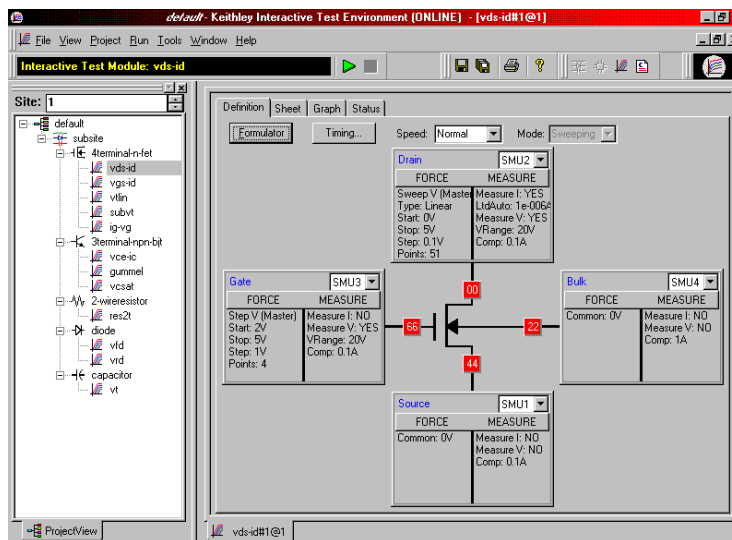 default - Keithley Interactive Test Environment (ONLINE) - [vds-id#1@1]
File View Project Run Tools Window Help
Interactive Test Module: vds-id
Site: 1
default
subsite
4terminal-n-fet
vds-id
vgs-id
vtlin
subvt
ig-vg
3terminal-npn-bjt
vce-ic
gummel
vcsat
2-wireresistor
res2t
diode
vfd
vrd
capacitor
vt
ProjectView
Definition Sheet Graph Status
Formulator Timing... Speed: Normal Mode: Sweeping
Drain SMU2
FORCE MEASURE
Sweep V (Master Measure I: YES
Type: Linear LtdAuto: 1e-006A
Start: 0V Measure V: YES
Stop: 5V VRange: 20V
Step: 0.1V Comp: 0.1A
Points: 51
00
Gate SMU3
FORCE MEASURE
Step V (Master) Measure I: NO
Start: 2V Measure V: YES
Stop: 5V VRange: 20V
Step: 1V Comp: 0.1A
Points: 4
66
22
Bulk SMU4
FORCE MEASURE
Common: 0V Measure I: NO
Measure V: NO
Comp: 1A
44
Source SMU1
FORCE MEASURE
Common: 0V Measure I: NO
Measure V: NO
Comp: 0.1A
vds-id#1@1